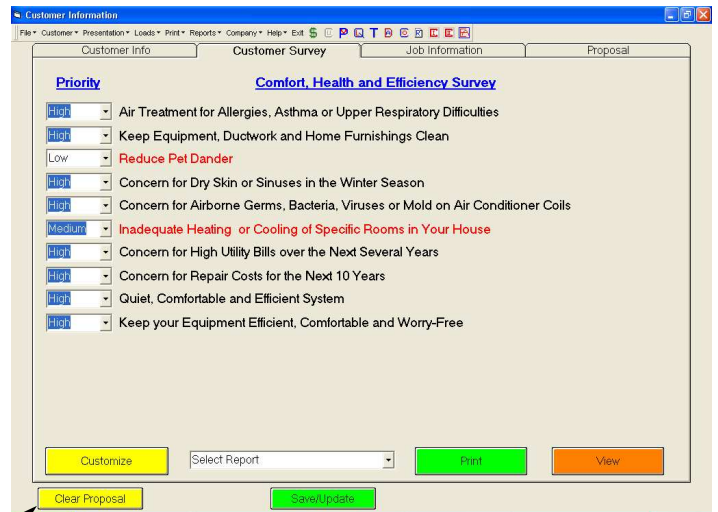 Customer Information
File Customer Presentation Loads Print Reports Company Help Exit $ C P Q T
Customer Info Customer Survey Job Information Proposal
Priority Comfort, Health and Efficiency Survey
High Air Treatment for Allergies, Asthma or Upper Respiratory Difficulties
High Keep Equipment, Ductwork and Home Furnishings Clean
Low Reduce Pet Dander
High Concern for Dry Skin or Sinuses in the Winter Season
High Concern for Airborne Germs, Bacteria, Viruses or Mold on Air Conditioner Coils
Medium Inadequate Heating or Cooling of Specific Rooms in Your House
High Concern for High Utility Bills over the Next Several Years
High Concern for Repair Costs for the Next 10 Years
High Quiet, Comfortable and Efficient System
High Keep your Equipment Efficient, Comfortable and Worry-Free
Customize Select Report Print View
Clear Proposal Save/Update